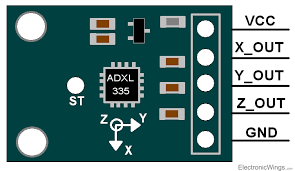 VCC
X_OUT
Y_OUT
Z_OUT
GND
ADXL
335
ST
Z
Y
X
ElectronicWings.com